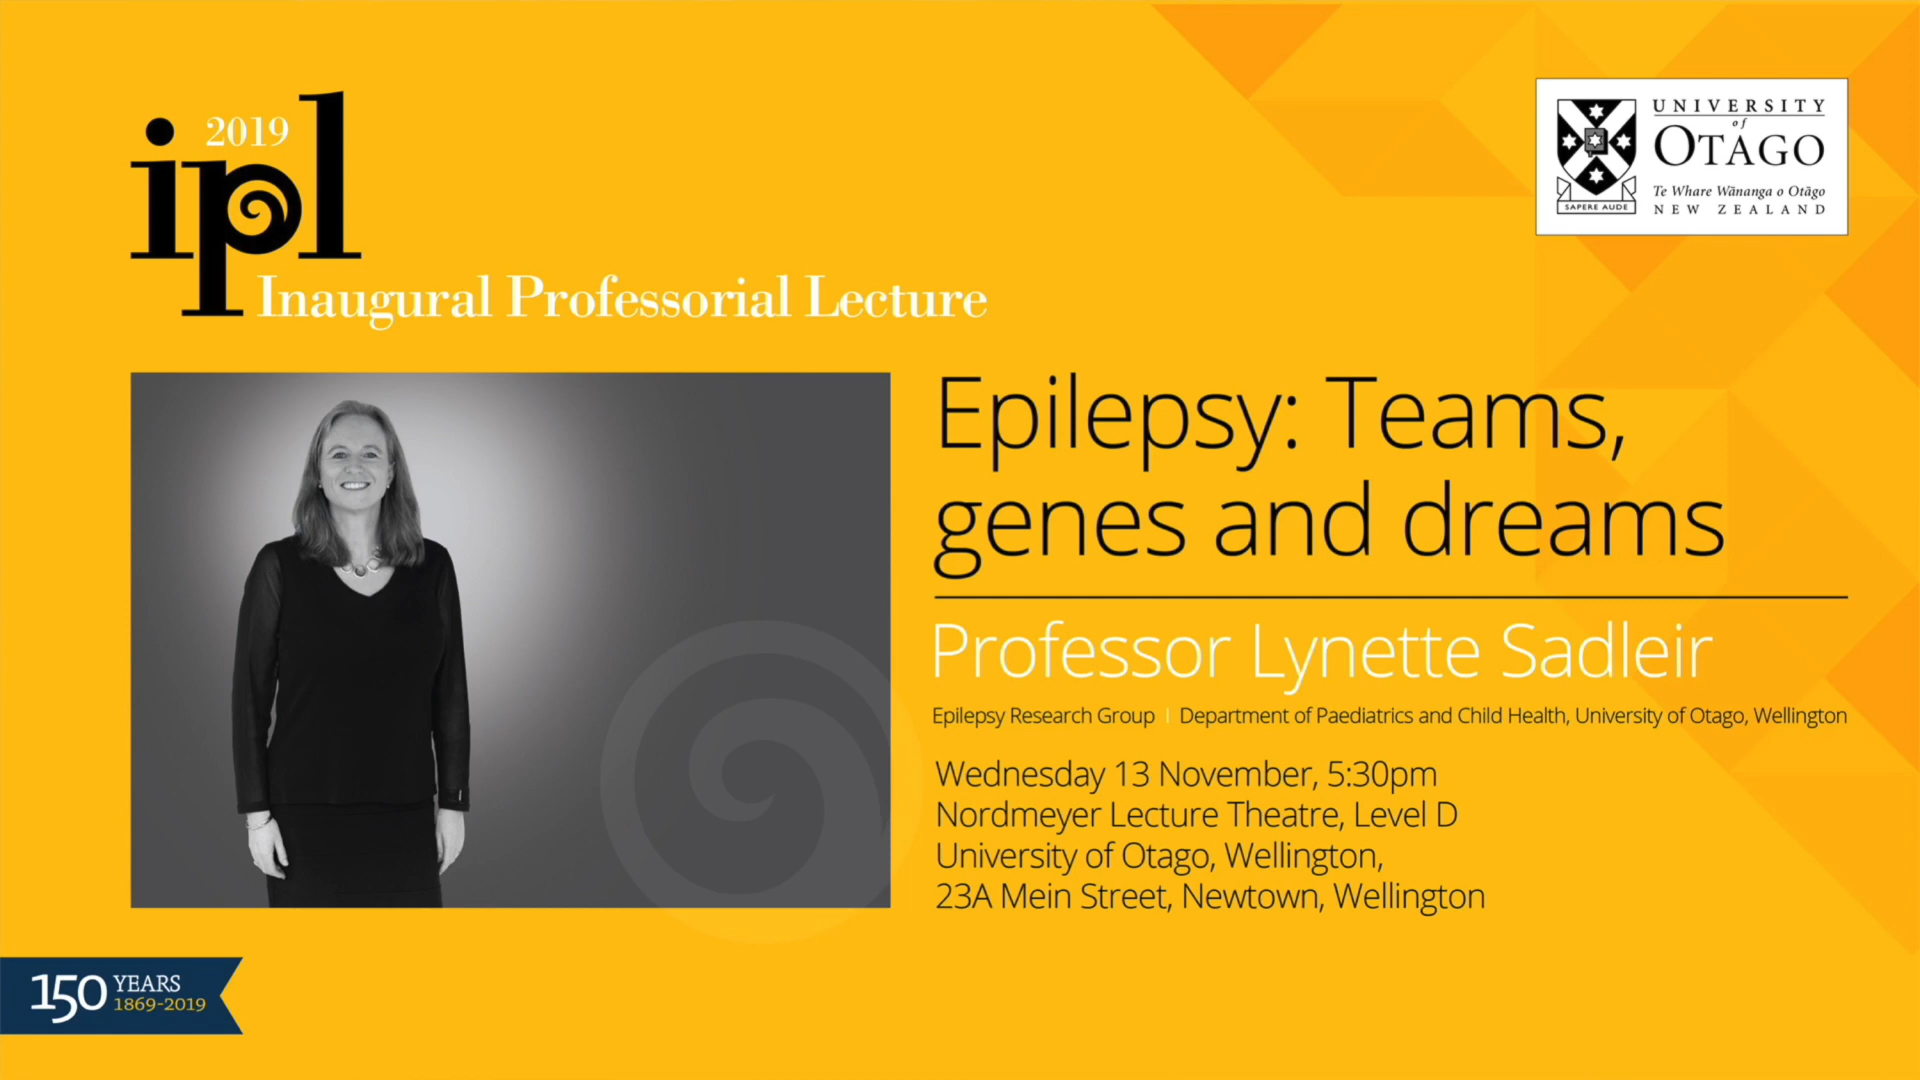 2019
ipl
Inaugural Professorial Lecture
UNIVERSITY
of
OTAGO
Te Whare Wānanga o Otāgo
NEW ZEALAND
SAPERE AUDE
Epilepsy: Teams,
genes and dreams
Professor Lynette Sadleir
Epilepsy Research Group | Department of Paediatrics and Child Health, University of Otago, Wellington
Wednesday 13 November, 5:30pm
Nordmeyer Lecture Theatre, Level D
University of Otago, Wellington,
23A Mein Street, Newtown, Wellington
150 YEARS
1869-2019